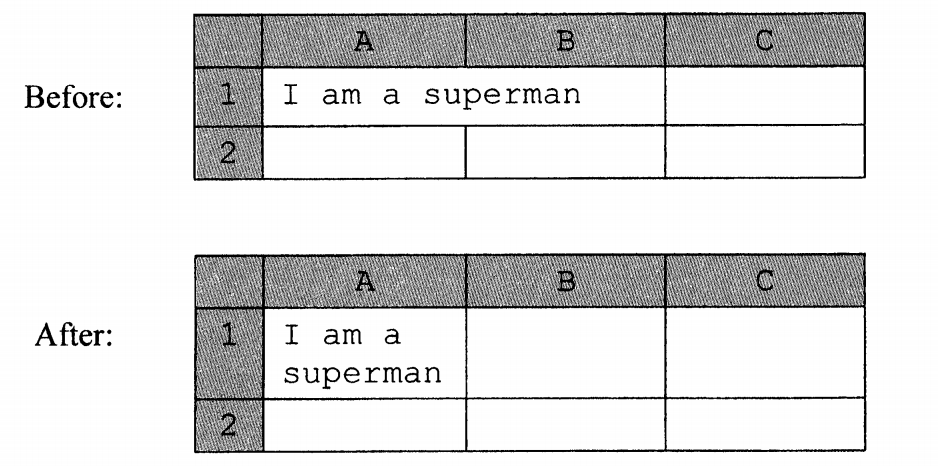 A B C
Before: 1 I am a superman
2
A B C
After: 1 I am a
superman
2